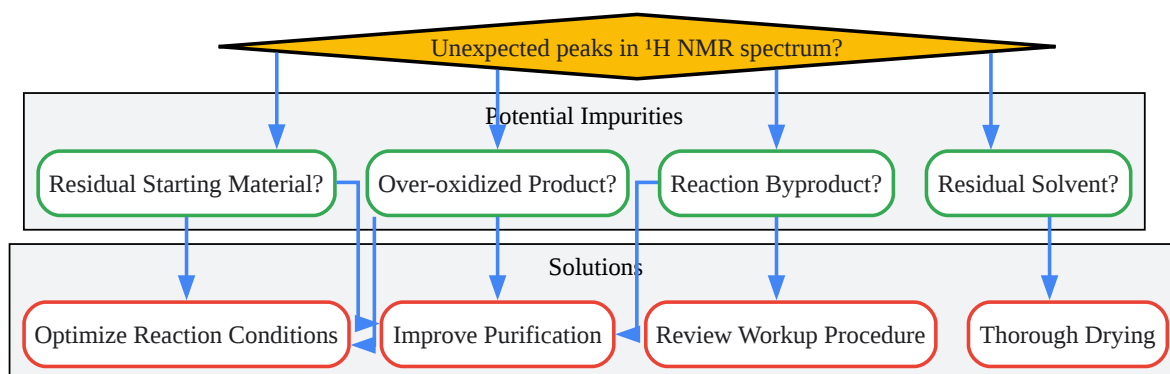 Unexpected peaks in ¹H NMR spectrum?
Potential Impurities
Residual Starting Material?
Over-oxidized Product?
Reaction Byproduct?
Residual Solvent?
Solutions
Optimize Reaction Conditions
Improve Purification
Review Workup Procedure
Thorough Drying